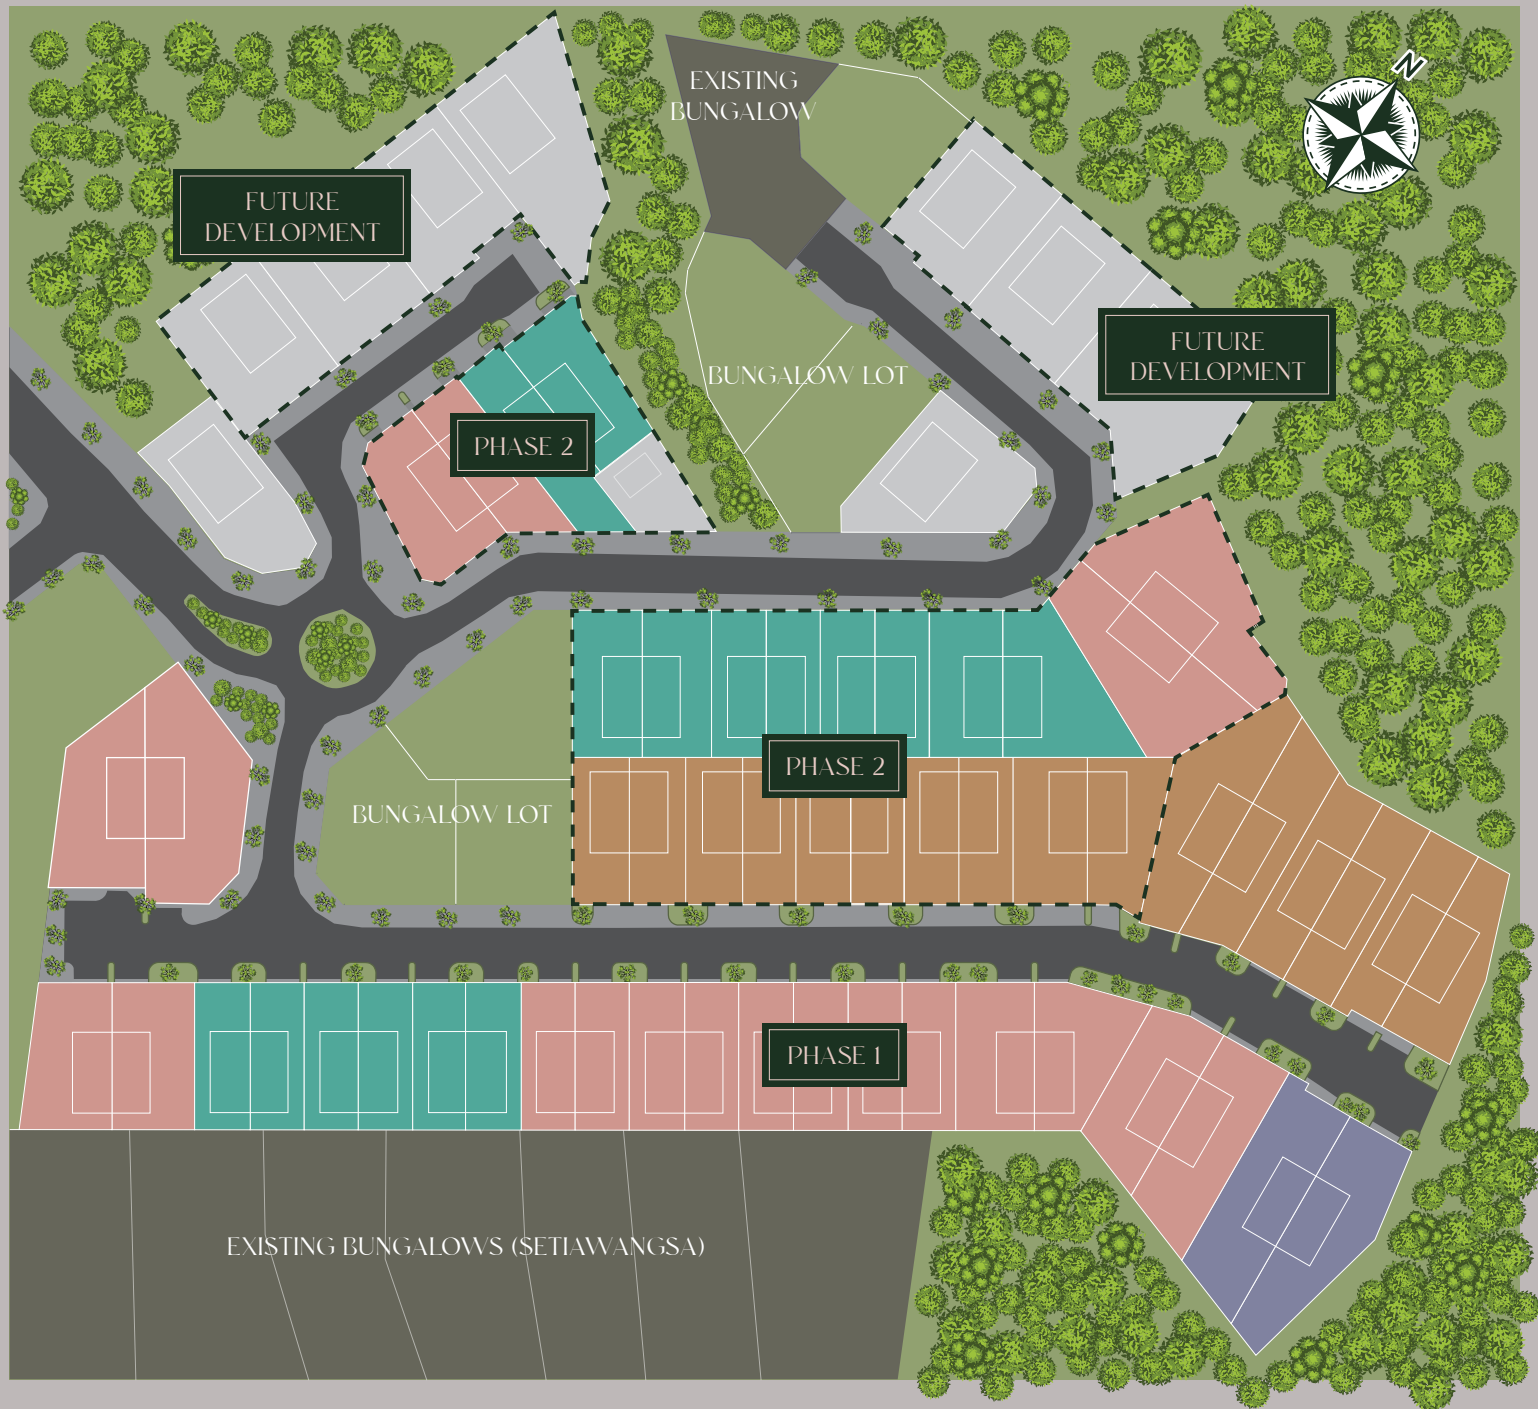 EXISTING
BUNGALOW
N
FUTURE
DEVELOPMENT
FUTURE
DEVELOPMENT
BUNGALOW LOT
PHASE 2
PHASE 2
BUNGALOW LOT
PHASE 1
EXISTING BUNGALOWS (SETIAWANGSA)